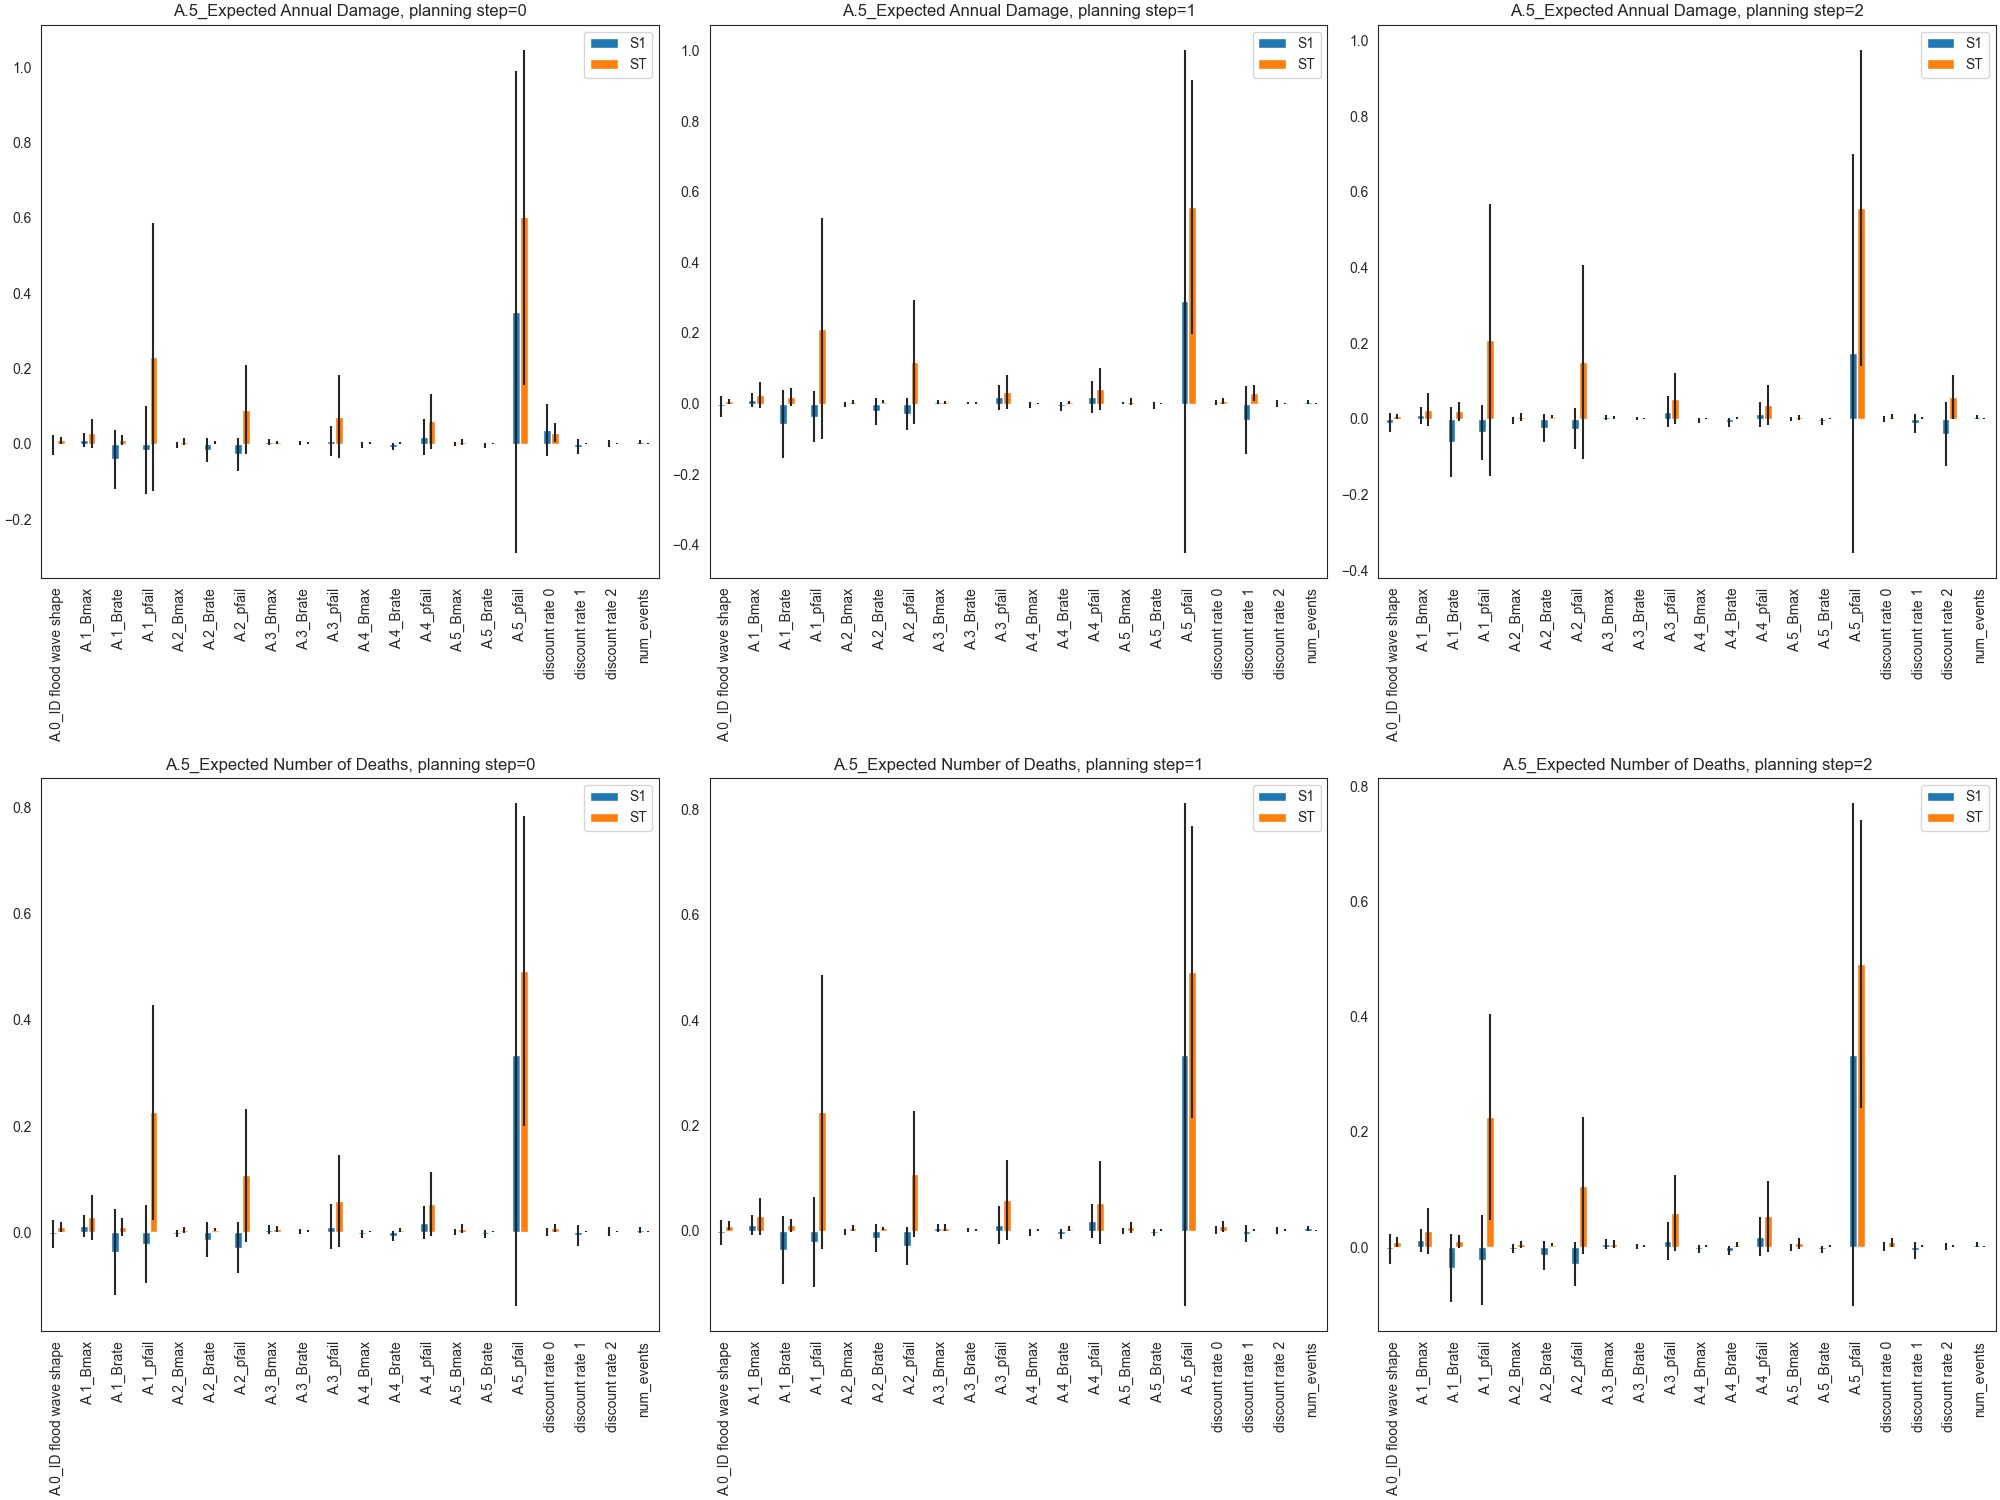 A.5_Expected Annual Damage, planning step=0
1.0
0.8
0.6
0.4
0.2
0.0
−0.2
S1
ST
A.0_ID flood wave shape
A.1_Bmax
A.1_Brate
A.1_pfail
A.2_Bmax
A.2_Brate
A.2_pfail
A.3_Bmax
A.3_Brate
A.3_pfail
A.4_Bmax
A.4_Brate
A.4_pfail
A.5_Bmax
A.5_Brate
A.5_pfail
discount rate 0
discount rate 1
discount rate 2
num_events
A.5_Expected Annual Damage, planning step=1
1.0
0.8
0.6
0.4
0.2
0.0
−0.2
−0.4
S1
ST
A.0_ID flood wave shape
A.1_Bmax
A.1_Brate
A.1_pfail
A.2_Bmax
A.2_Brate
A.2_pfail
A.3_Bmax
A.3_Brate
A.3_pfail
A.4_Bmax
A.4_Brate
A.4_pfail
A.5_Bmax
A.5_Brate
A.5_pfail
discount rate 0
discount rate 1
discount rate 2
num_events
A.5_Expected Annual Damage, planning step=2
1.0
0.8
0.6
0.4
0.2
0.0
−0.2
−0.4
S1
ST
A.0_ID flood wave shape
A.1_Bmax
A.1_Brate
A.1_pfail
A.2_Bmax
A.2_Brate
A.2_pfail
A.3_Bmax
A.3_Brate
A.3_pfail
A.4_Bmax
A.4_Brate
A.4_pfail
A.5_Bmax
A.5_Brate
A.5_pfail
discount rate 0
discount rate 1
discount rate 2
num_events
A.5_Expected Number of Deaths, planning step=0
0.8
0.6
0.4
0.2
0.0
S1
ST
A.0_ID flood wave shape
A.1_Bmax
A.1_Brate
A.1_pfail
A.2_Bmax
A.2_Brate
A.2_pfail
A.3_Bmax
A.3_Brate
A.3_pfail
A.4_Bmax
A.4_Brate
A.4_pfail
A.5_Bmax
A.5_Brate
A.5_pfail
discount rate 0
discount rate 1
discount rate 2
num_events
A.5_Expected Number of Deaths, planning step=1
0.8
0.6
0.4
0.2
0.0
S1
ST
A.0_ID flood wave shape
A.1_Bmax
A.1_Brate
A.1_pfail
A.2_Bmax
A.2_Brate
A.2_pfail
A.3_Bmax
A.3_Brate
A.3_pfail
A.4_Bmax
A.4_Brate
A.4_pfail
A.5_Bmax
A.5_Brate
A.5_pfail
discount rate 0
discount rate 1
discount rate 2
num_events
A.5_Expected Number of Deaths, planning step=2
0.8
0.6
0.4
0.2
0.0
S1
ST
A.0_ID flood wave shape
A.1_Bmax
A.1_Brate
A.1_pfail
A.2_Bmax
A.2_Brate
A.2_pfail
A.3_Bmax
A.3_Brate
A.3_pfail
A.4_Bmax
A.4_Brate
A.4_pfail
A.5_Bmax
A.5_Brate
A.5_pfail
discount rate 0
discount rate 1
discount rate 2
num_events